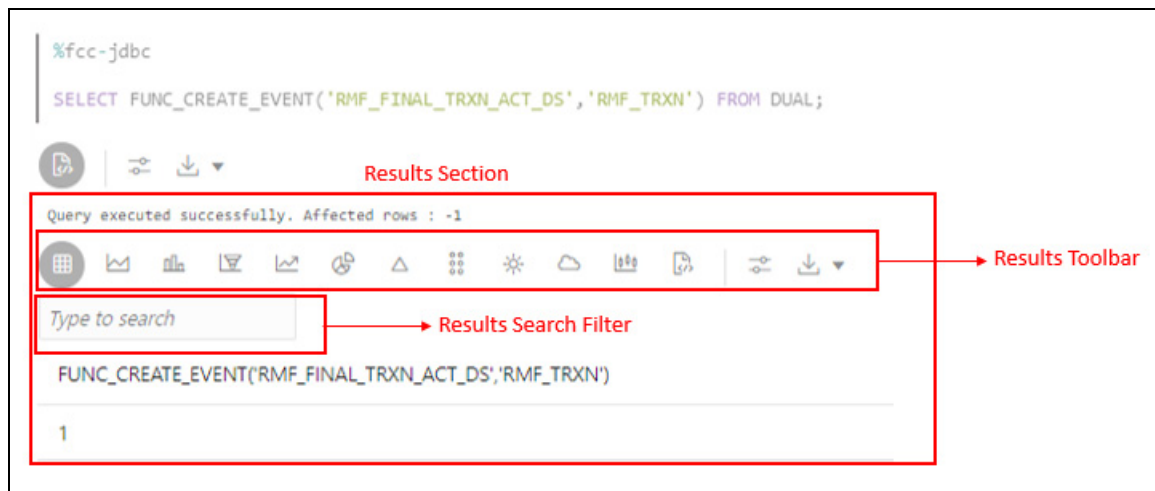 %fcc-jdbc
SELECT FUNC_CREATE_EVENT('RMF_FINAL_TRXN_ACT_DS','RMF_TRXN') FROM DUAL;
Results Section
Query executed successfully. Affected rows : -1
Results Toolbar
Type to search
Results Search Filter
FUNC_CREATE_EVENT('RMF_FINAL_TRXN_ACT_DS','RMF_TRXN')
1